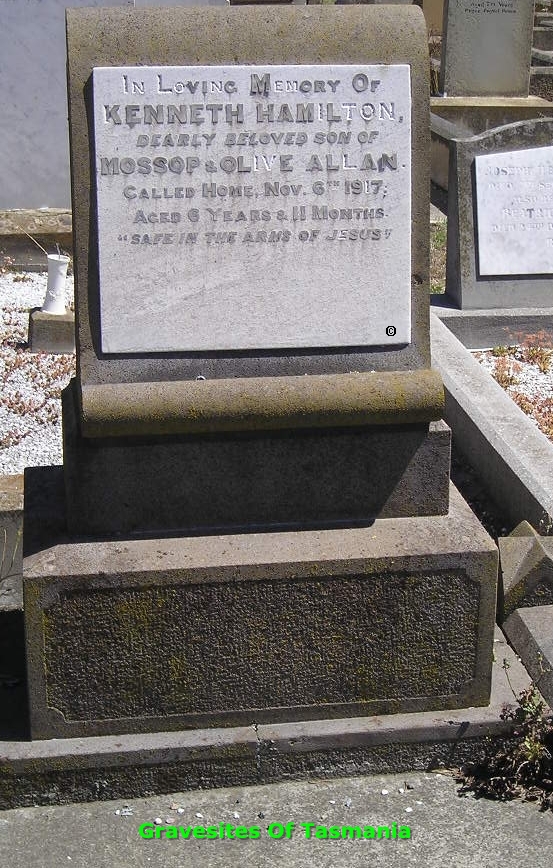 In Loving Memory Of
KENNETH HAMILTON,
DEARLY BELOVED SON OF
MOSSOP & OLIVE ALLAN.
CALLED HOME, NOV. 6TH 1917;
AGED 6 YEARS & 11 MONTHS.
"SAFE IN THE ARMS OF JESUS"
©
Gravesites Of Tasmania